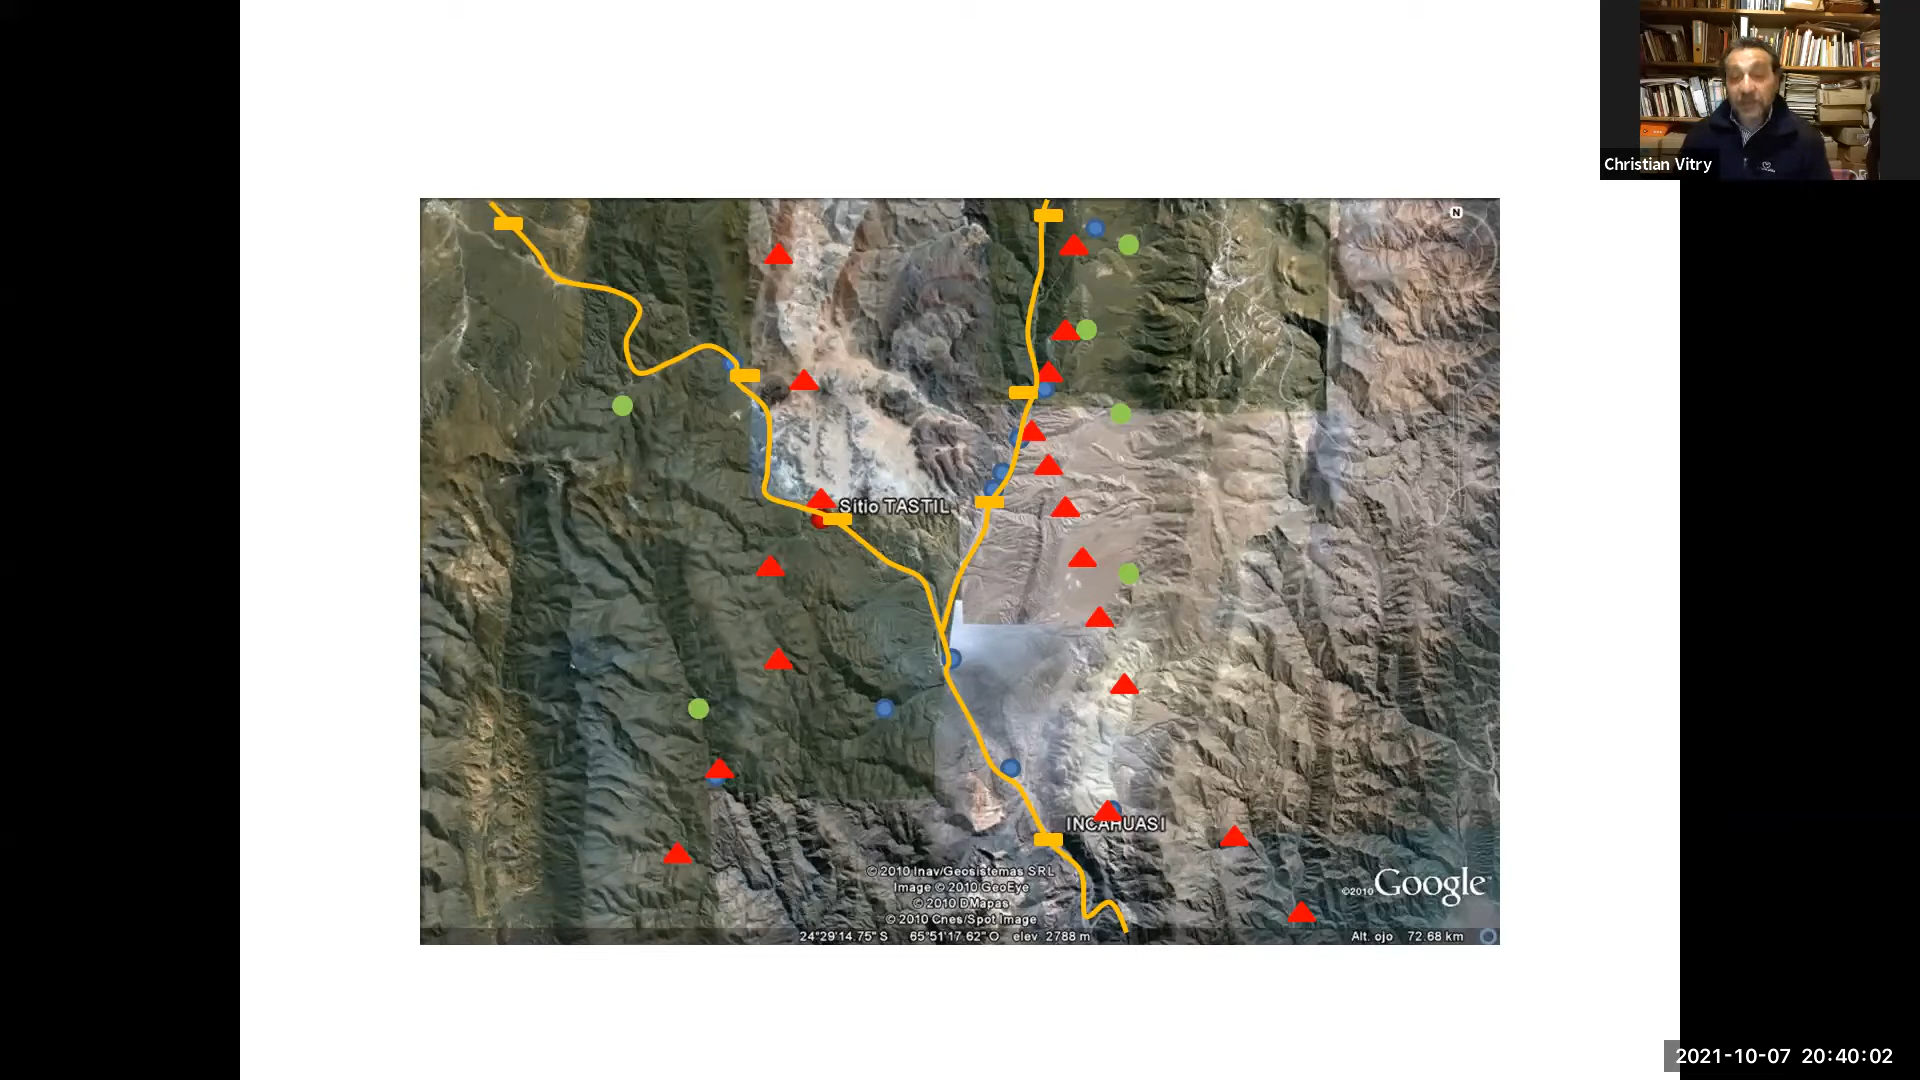 Christian Vitry
N
Sitio TASTIL
INCAHUASI
© 2010 Inav/Geosistemas SRL
Image © 2010 GeoEye
© 2010 DMapas
© 2010 Cnes/Spot Image
©2010 Google™
24°29'14.75" S 65°51'17.62" O elev 2788 m
Alt. ojo 72.68 km
2021-10-07 20:40:02